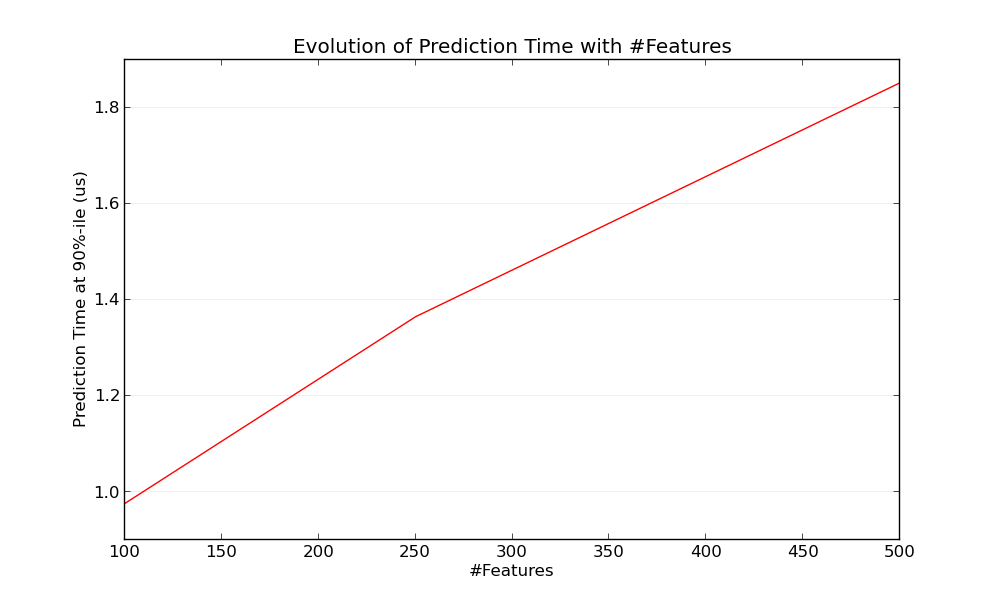 Evolution of Prediction Time with #Features
Prediction Time at 90%-ile (us)
1.8
1.6
1.4
1.2
1.0
100 150 200 250 300 350 400 450 500
#Features